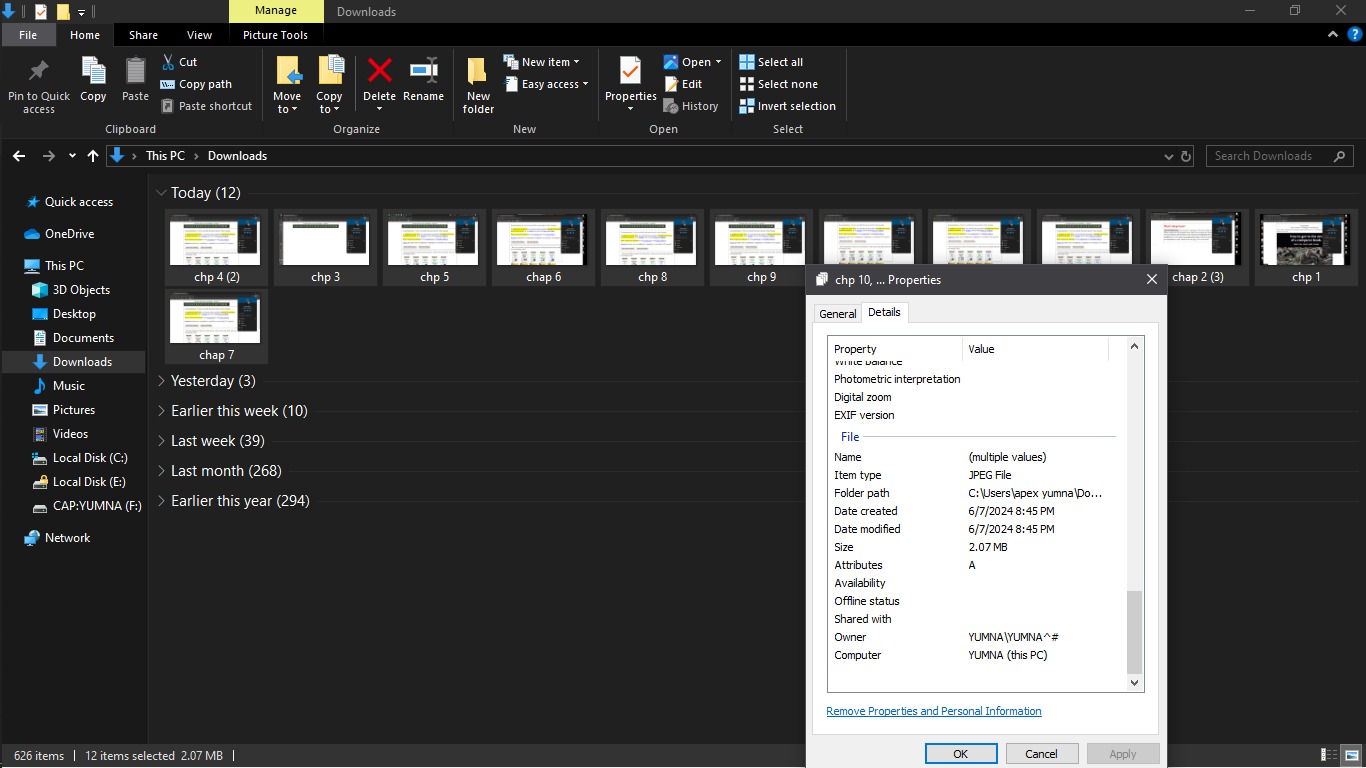 Manage
Downloads
File
Home
Share
View
Picture Tools
Pin to Quick access
Copy
Paste
Cut
Copy path
Paste shortcut
Move to
Copy to
Delete
Rename
New folder
New item
Easy access
Properties
Open
Edit
History
Select all
Select none
Invert selection
Clipboard
Organize
New
Open
Select
This PC
Downloads
Search Downloads
Quick access
OneDrive
This PC
3D Objects
Desktop
Documents
Downloads
Music
Pictures
Videos
Local Disk (C:)
Local Disk (E:)
CAP:YUMNA (F:)
Network
Today (12)
chp 4 (2)
chp 3
chp 5
chap 6
chp 8
chp 9
chap 2 (3)
chp 1
chap 7
Yesterday (3)
Earlier this week (10)
Last week (39)
Last month (268)
Earlier this year (294)
chp 10, ... Properties
General
Details
Property Value
White balance
Photometric interpretation
Digital zoom
EXIF version
File
Name (multiple values)
Item type JPEG File
Folder path C:\Users\apex yumna\Do...
Date created 6/7/2024 8:45 PM
Date modified 6/7/2024 8:45 PM
Size 2.07 MB
Attributes A
Availability
Offline status
Shared with
Owner YUMNA\YUMNA^#
Computer YUMNA (this PC)
Remove Properties and Personal Information
OK
Cancel
Apply
626 items
12 items selected 2.07 MB